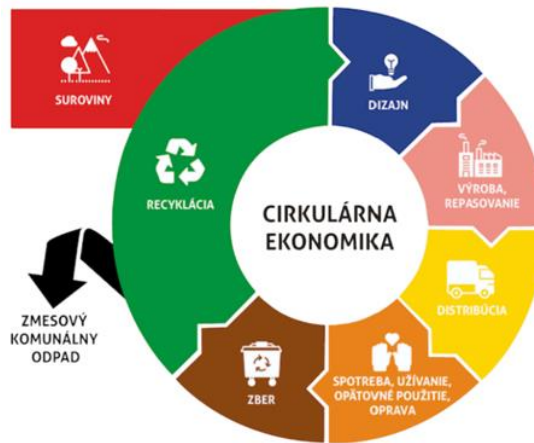 SUROVINY
DIZAJN
VÝROBA,
REPASOVANIE
RECYKLÁCIA
CIRKULÁRNA
EKONOMIKA
DISTRIBÚCIA
ZMESOVÝ
KOMUNÁLNY
ODPAD
ZBER
SPOTREBA, UŽÍVANIE,
OPÄTOVNÉ POUŽITIE,
OPRAVA